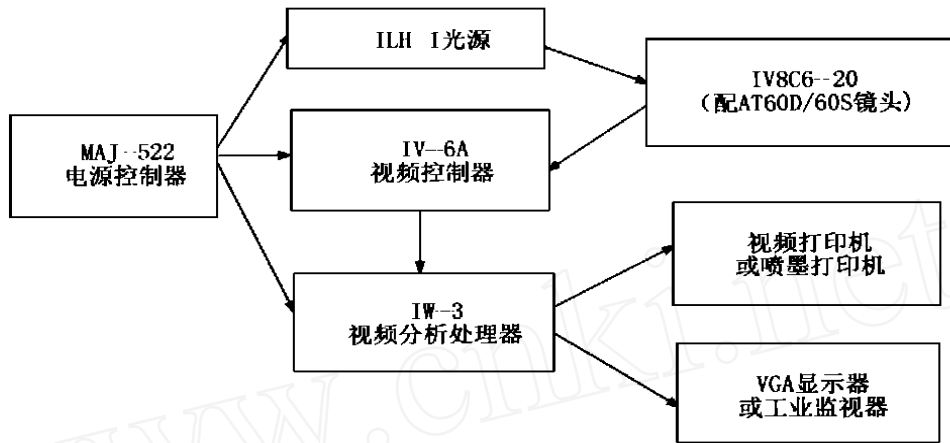 ILH I光源
IV8C6--20
(配AT60D/60S镜头)
MAJ--522
电源控制器
IV--6A
视频控制器
视频打印机
或喷墨打印机
IW--3
视频分析处理器
VGA显示器
或工业监视器
www.cnki.net